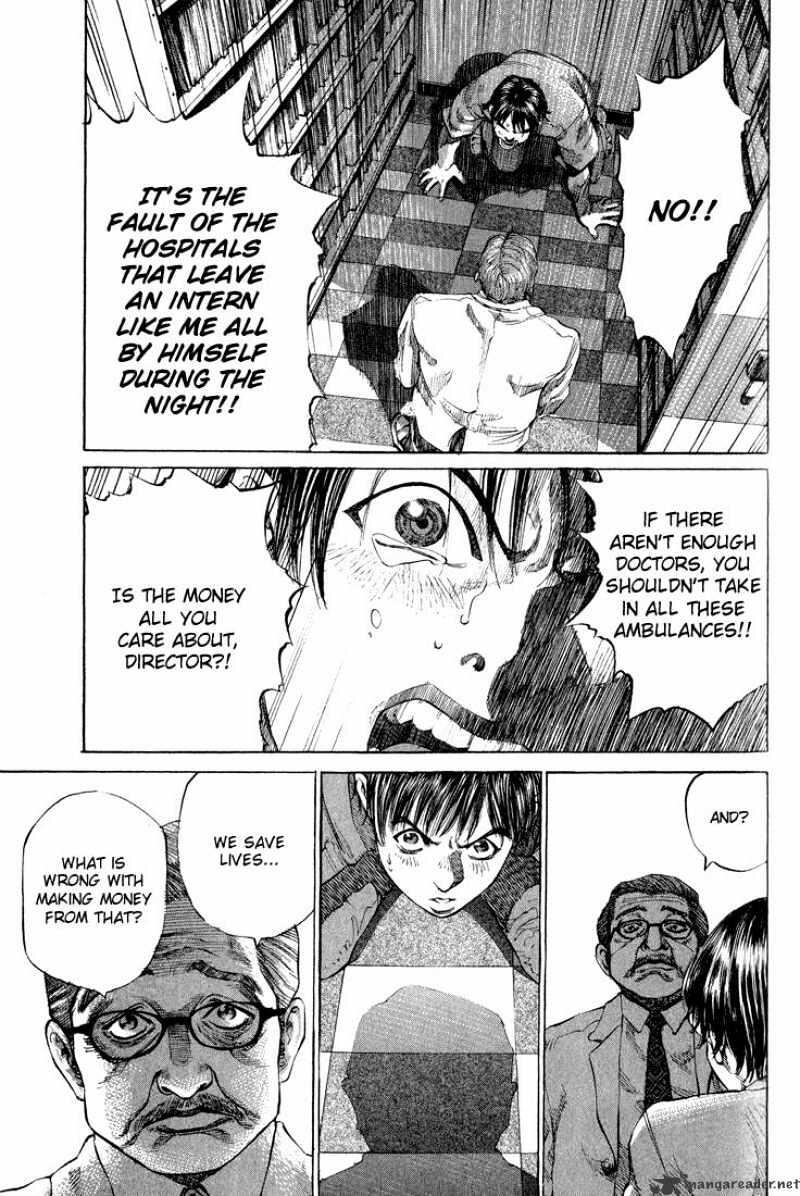 NO!!
IT'S THE
FAULT OF THE
HOSPITALS
THAT LEAVE
AN INTERN
LIKE ME ALL
BY HIMSELF
DURING THE
NIGHT!!
IF THERE
AREN'T ENOUGH
DOCTORS, YOU
SHOULDN'T TAKE
IN ALL THESE
AMBULANCES!!
IS THE MONEY
ALL YOU
CARE ABOUT,
DIRECTOR?!
AND?
WE SAVE
LIVES...
WHAT IS
WRONG WITH
MAKING MONEY
FROM THAT?
mangareader.net